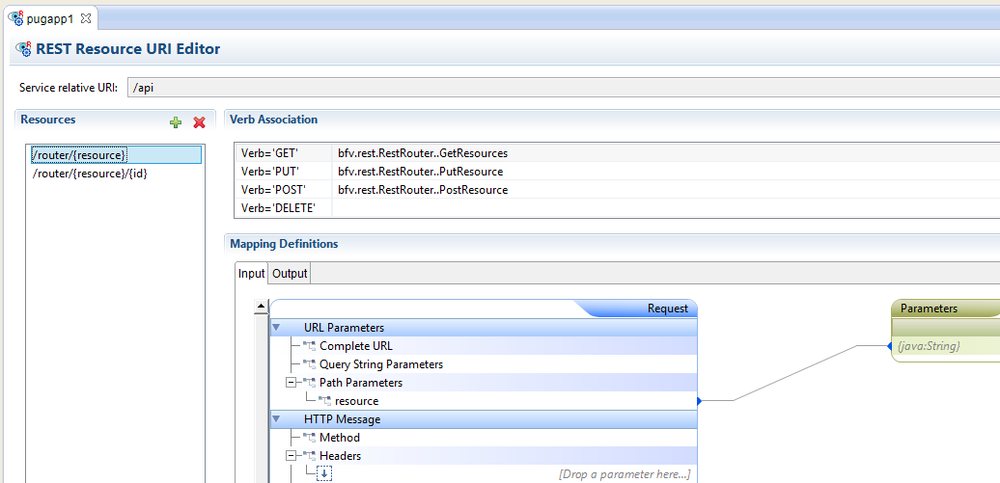 pugapp1
REST Resource URI Editor
Service relative URI: /api
Resources
/router/{resource}
/router/{resource}/{id}
Verb Association
Verb='GET' bfv.rest.RestRouter..GetResources
Verb='PUT' bfv.rest.RestRouter..PutResource
Verb='POST' bfv.rest.RestRouter..PostResource
Verb='DELETE'
Mapping Definitions
Input Output
Request
URL Parameters
Complete URL
Query String Parameters
Path Parameters
resource
HTTP Message
Method
Headers
[Drop a parameter here...]
Parameters
{java:String}